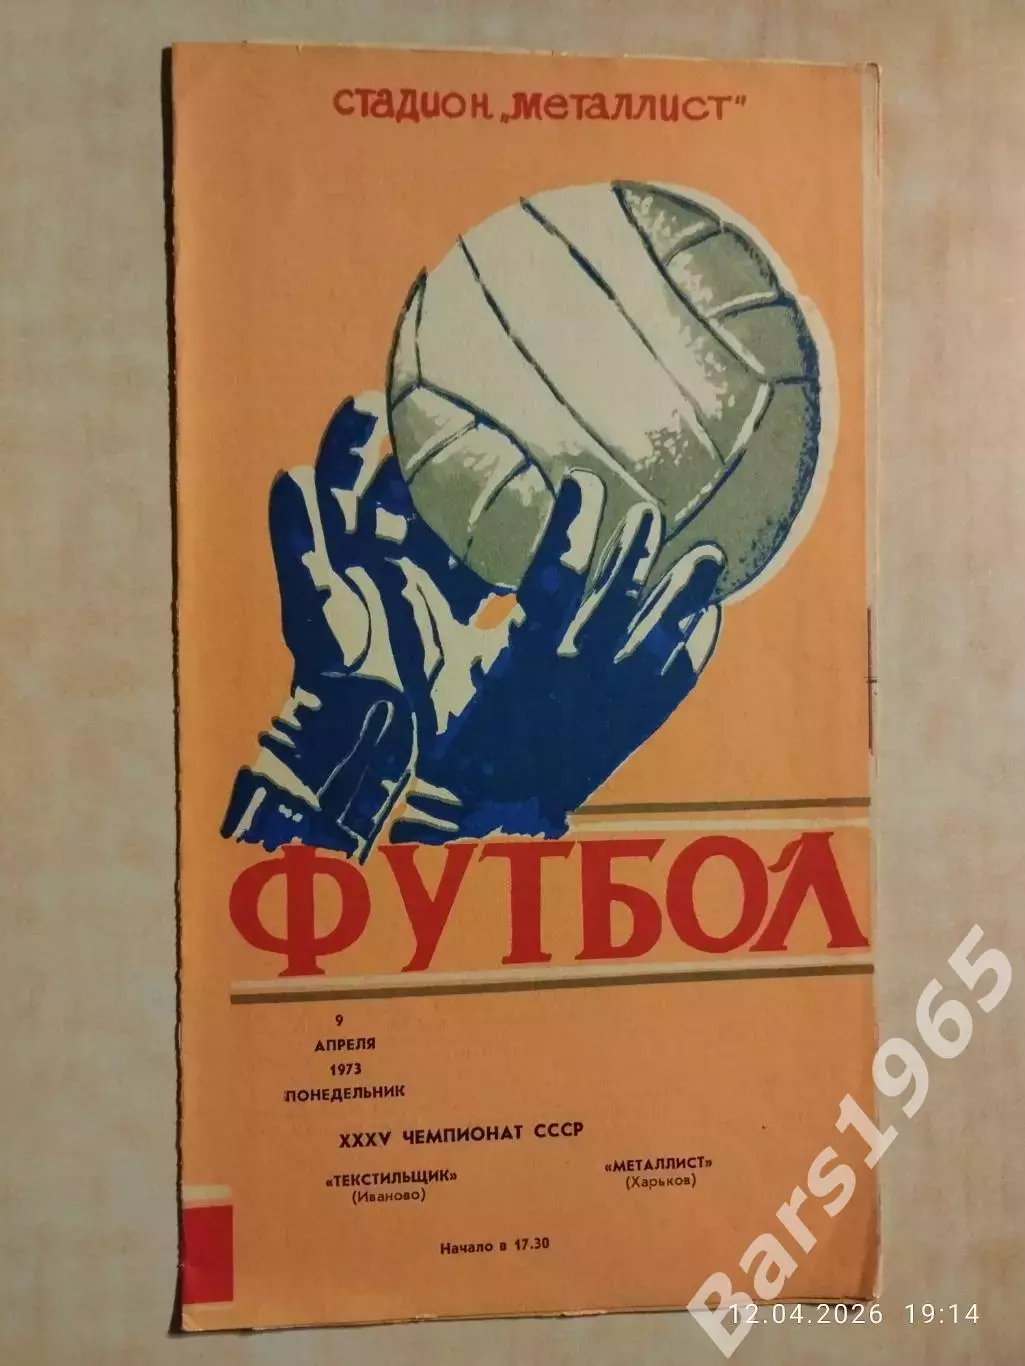 СТАДИОН „МЕТАЛЛИСТ"
ФУТБОЛ
9
АПРЕЛЯ
1973
ПОНЕДЕЛЬНИК
XXXV ЧЕМПИОНАТ СССР
«ТЕКСТИЛЬЩИК»
(Иваново)
«МЕТАЛЛИСТ»
(Харьков)
Начало в 17.30
Bars1965
12.04.2026 19:14